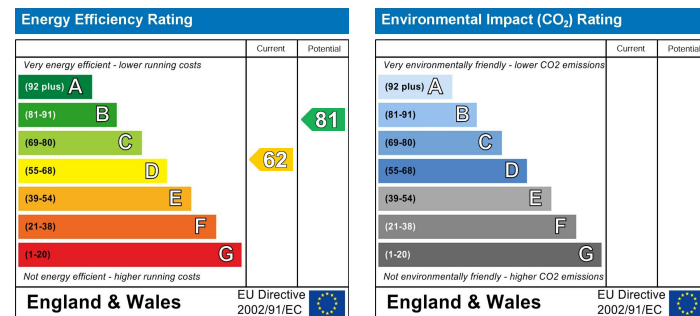 Energy Efficiency Rating
Current Potential
Very energy efficient - lower running costs
(92 plus) A
(81-91) B
81
(69-80) C
62
(55-68) D
(39-54) E
(21-38) F
(1-20) G
Not energy efficient - higher running costs
England & Wales
EU Directive
2002/91/EC
Environmental Impact (CO₂) Rating
Current Potential
Very environmentally friendly - lower CO2 emissions
(92 plus) A
(81-91) B
(69-80) C
(55-68) D
(39-54) E
(21-38) F
(1-20) G
Not environmentally friendly - higher CO2 emissions
England & Wales
EU Directive
2002/91/EC